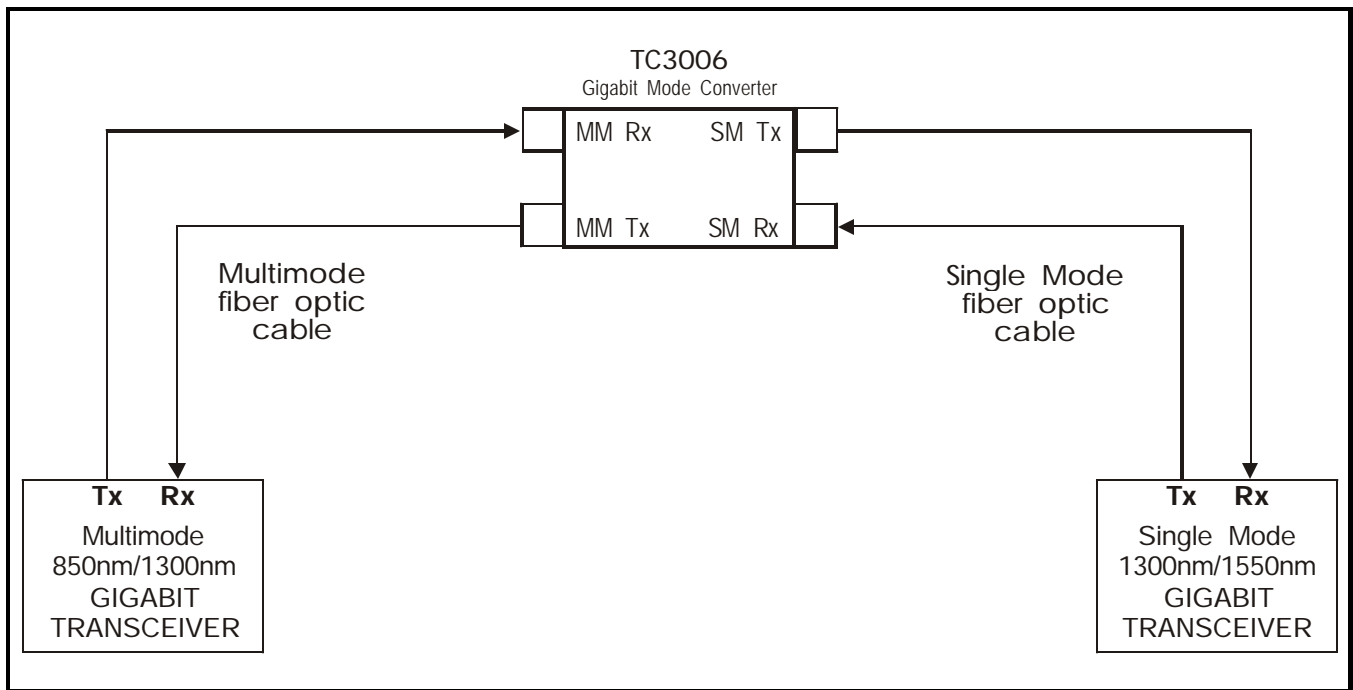 TC3006
Gigabit Mode Converter
MM Rx SM Tx
MM Tx SM Rx
Multimode
fiber optic
cable
Single Mode
fiber optic
cable
Tx Rx
Multimode
850nm/1300nm
GIGABIT
TRANSCEIVER
Tx Rx
Single Mode
1300nm/1550nm
GIGABIT
TRANSCEIVER